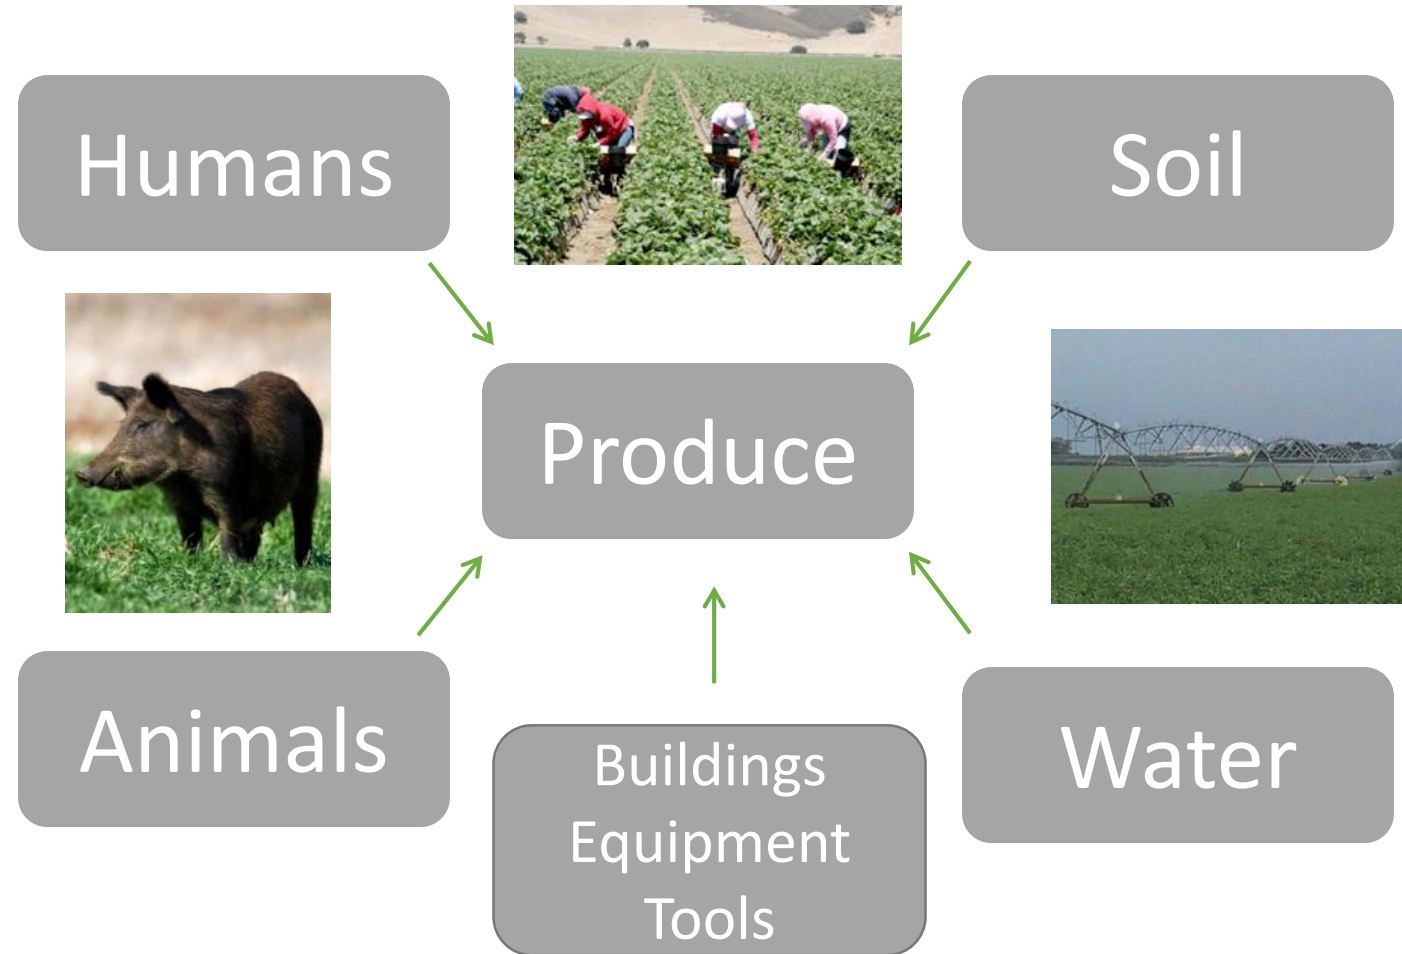 Humans
Soil
Produce
Animals
Water
Buildings
Equipment
Tools